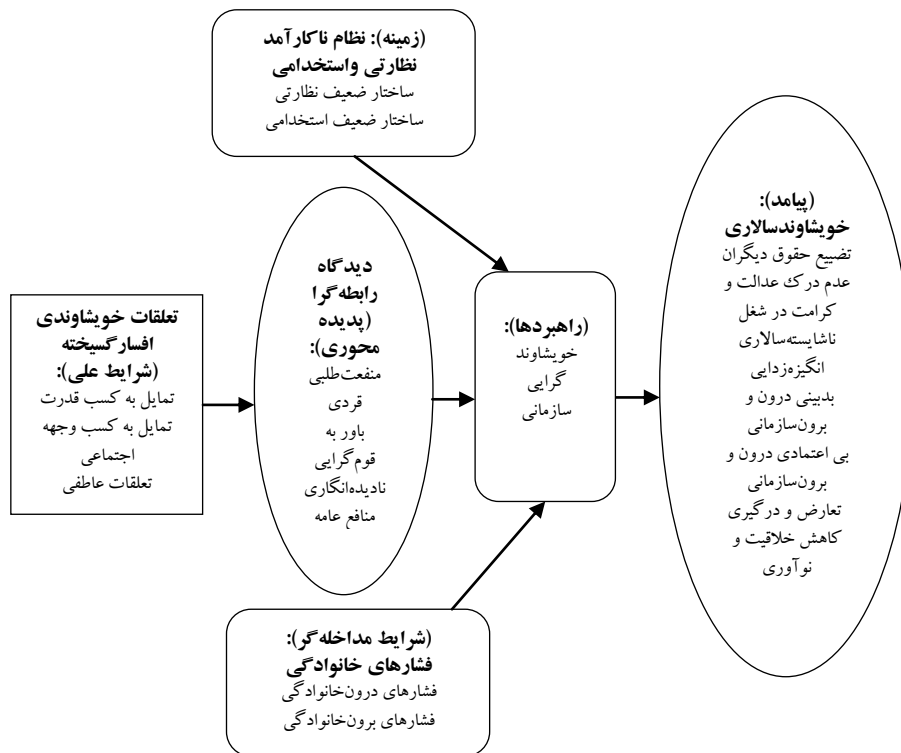 (زمینه): نظام ناکارآمد
نظارتی واستخدامی
ساختار ضعیف نظارتی
ساختار ضعیف استخدامی
تعلقات خویشاوندی
افسارگسیخته
(شرایط علی):
تمایل به کسب قدرت
تمایل به کسب وجهه
اجتماعی
تعلقات عاطفی
دیدگاه
رابطه‌گرا
(پدیده
محوری):
منفعت‌طلبی
قردی
باور به
قوم‌گرایی
نادیده‌انگاری
منافع عامه
(راهبردها):
خویشاوند
گرایی
سازمانی
(شرایط مداخله‌گر):
فشارهای خانوادگی
فشارهای درون‌خانوادگی
فشارهای برون‌خانوادگی
(پیامد):
خویشاوندسالاری
تضییع حقوق دیگران
عدم درک عدالت و
کرامت در شغل
ناشایسته‌سالاری
انگیزه‌زدایی
بدبینی درون و
برون‌سازمانی
بی اعتمادی درون و
برون‌سازمانی
تعارض و درگیری
کاهش خلاقیت و
نوآوری